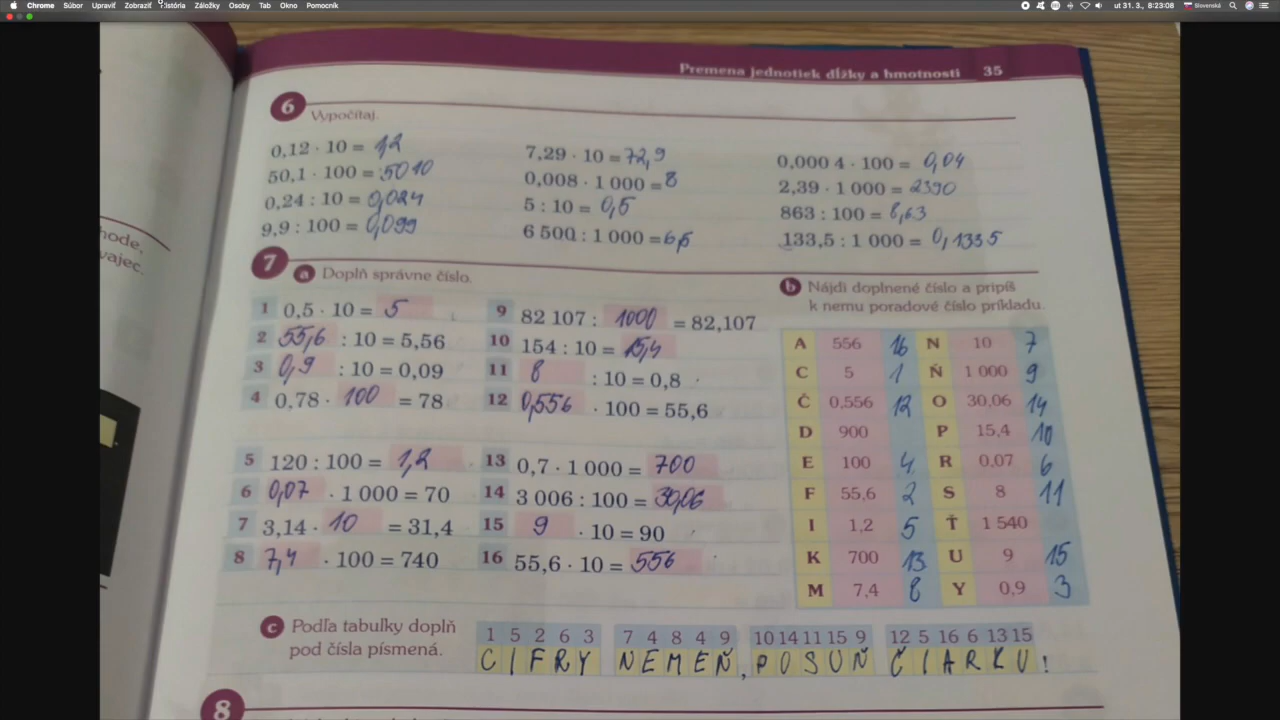 Chrome Súbor Upraviť Zobraziť História Záložky Osoby Tab Okno Pomocník
ut 31. 3., 8:23:08 Slovenská
Premena jednotiek dĺžky a hmotnosti 35
hode,
vajec.
6 Vypočítaj.
0,12 · 10 = 1,2 7,29 · 10 = 72,9 0,000 4 · 100 = 0,04
50,1 · 100 = 5010 0,008 · 1 000 = 8 2,39 · 1 000 = 2390
0,24 : 10 = 0,024 5 : 10 = 0,5 863 : 100 = 8,63
9,9 : 100 = 0,099 6 500 : 1 000 = 6,5 133,5 : 1 000 = 0,1335
7 a Doplň správne číslo.
1 0,5 · 10 = 5
2 55,6 : 10 = 5,56
3 0,9 : 10 = 0,09
4 0,78 · 100 = 78
5 120 : 100 = 1,2
6 0,07 · 1 000 = 70
7 3,14 · 10 = 31,4
8 7,4 · 100 = 740
9 82 107 : 1000 = 82,107
10 154 : 10 = 15,4
11 8 : 10 = 0,8
12 0,556 · 100 = 55,6
13 0,7 · 1 000 = 700
14 3 006 : 100 = 30,06
15 9 · 10 = 90
16 55,6 · 10 = 556
b Nájdi doplnené číslo a pripíš
k nemu poradové číslo príkladu.
A 556 16 N 10 7
C 5 1 Ň 1 000 9
Č 0,556 12 O 30,06 14
D 900 P 15,4 10
E 100 4 R 0,07 6
F 55,6 2 S 8 11
I 1,2 5 Ť 1 540
K 700 13 U 9 15
M 7,4 8 Y 0,9 3
c Podľa tabuľky doplň
pod čísla písmená.
1 5 2 6 3 7 4 8 4 9 10 14 11 15 9 12 5 16 6 13 15
CIFRY NEMEŇ, POSUŇ ČIARKU!
8